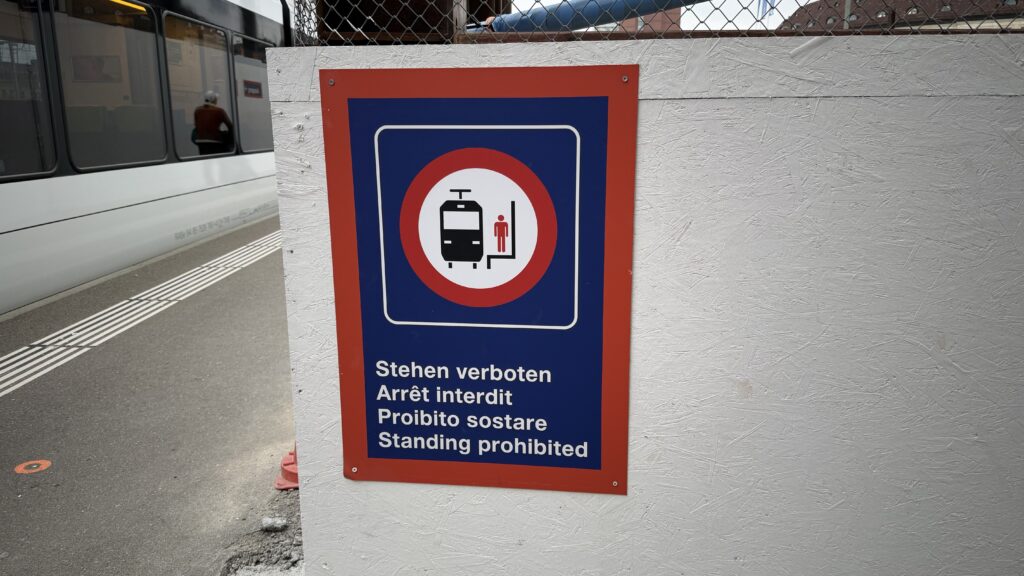 Stehen verboten
Arrêt interdit
Proibito sostare
Standing prohibited